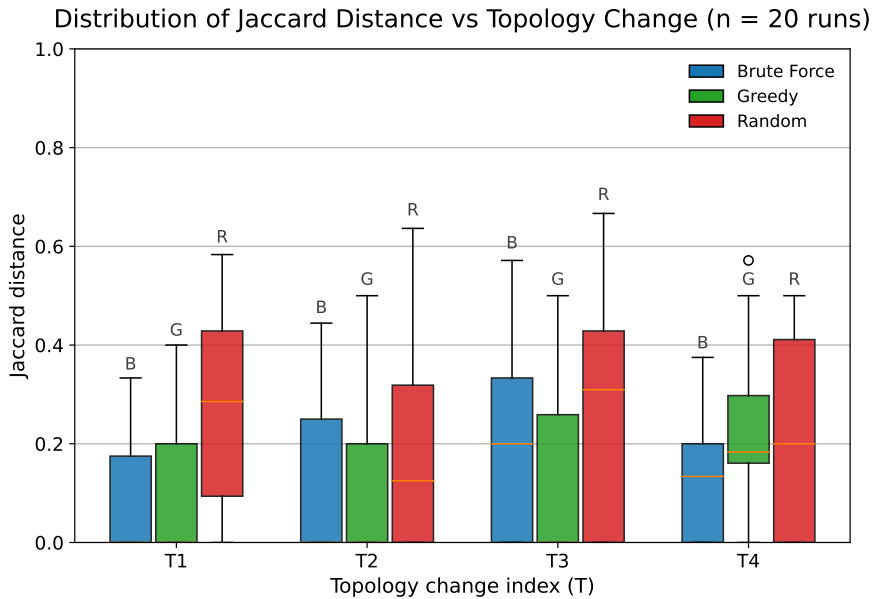 Distribution of Jaccard Distance vs Topology Change (n = 20 runs)
1.0
0.8
0.6
0.4
0.2
0.0
Jaccard distance
Brute Force
Greedy
Random
B
G
R
B
G
R
B
G
R
B
G
R
T1
T2
T3
T4
Topology change index (T)